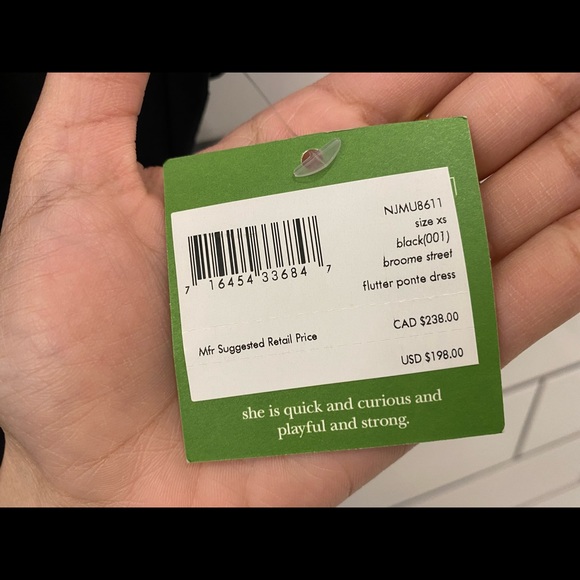 NJMU8611
size xs
black(001)
broome street
flutter ponte dress
7 16454 33684 7
Mfr Suggested Retail Price
CAD $238.00
USD $198.00
she is quick and curious and
playful and strong.